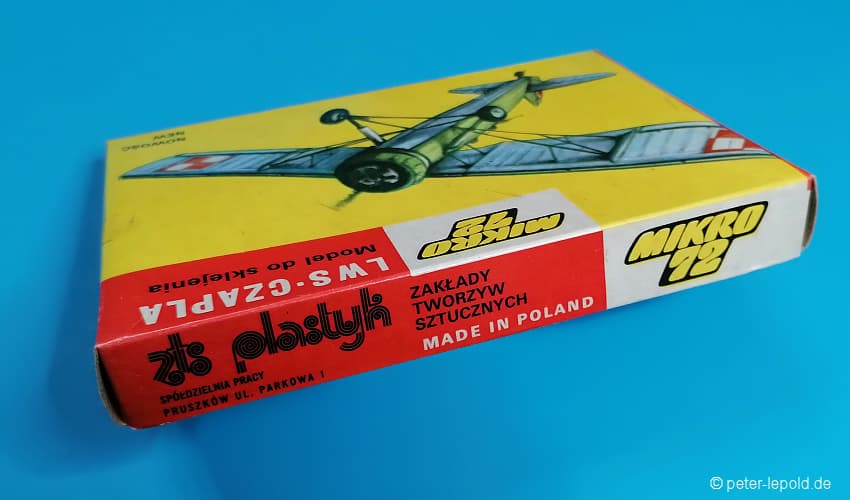 NOWOŚĆ
NEW
MIKRO
72
LWS-CZAPLA
Model do sklejenia
MIKRO
72
zts plastyk
ZAKŁADY
TWORZYW
SZTUCZNYCH
MADE IN POLAND
SPÓŁDZIELNIA PRACY
PRUSZKÓW UL. PARKOWA 1
© peter-lepold.de